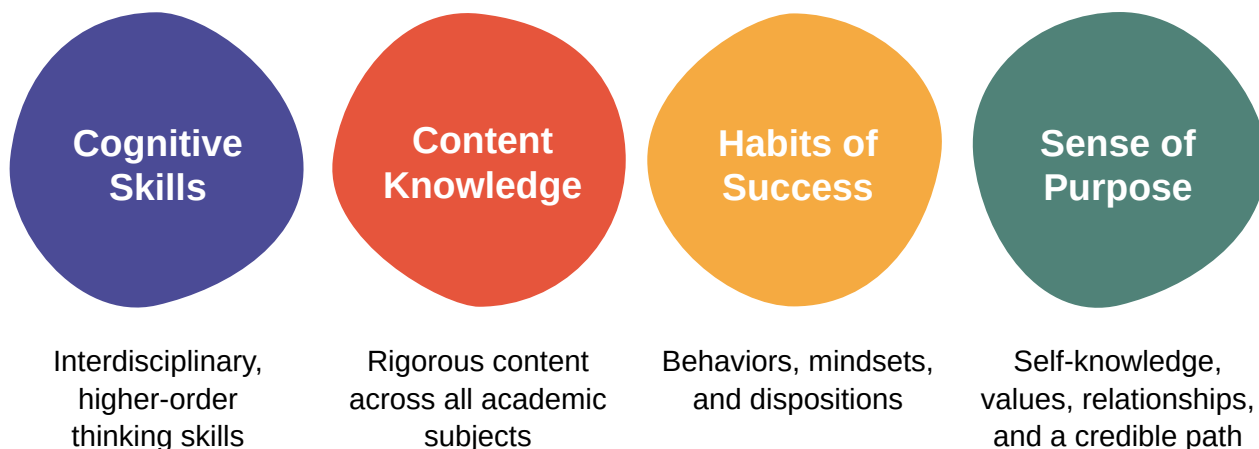 Cognitive
Skills
Content
Knowledge
Habits of
Success
Sense of
Purpose
Interdisciplinary,
higher-order
thinking skills
Rigorous content
across all academic
subjects
Behaviors, mindsets,
and dispositions
Self-knowledge,
values, relationships,
and a credible path